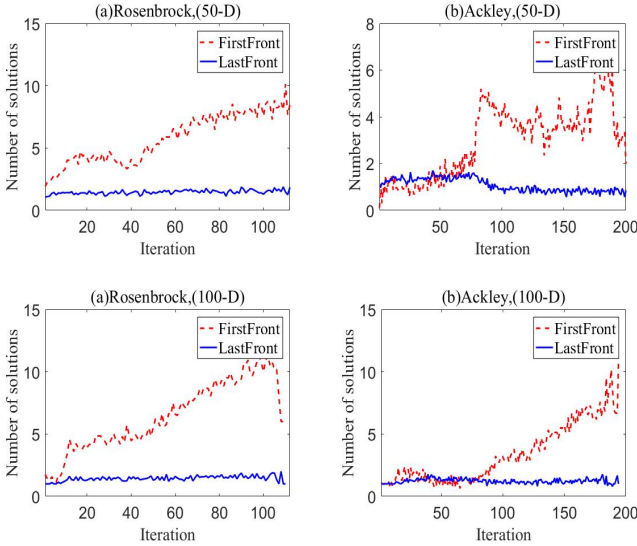 (a)Rosenbrock,(50-D)
Number of solutions
15
10
5
0
FirstFront
LastFront
20 40 60 80 100
Iteration
(b)Ackley,(50-D)
Number of solutions
8
6
4
2
0
FirstFront
LastFront
50 100 150 200
Iteration
(a)Rosenbrock,(100-D)
Number of solutions
15
10
5
0
FirstFront
LastFront
20 40 60 80 100
Iteration
(b)Ackley,(100-D)
Number of solutions
15
10
5
0
FirstFront
LastFront
50 100 150 200
Iteration